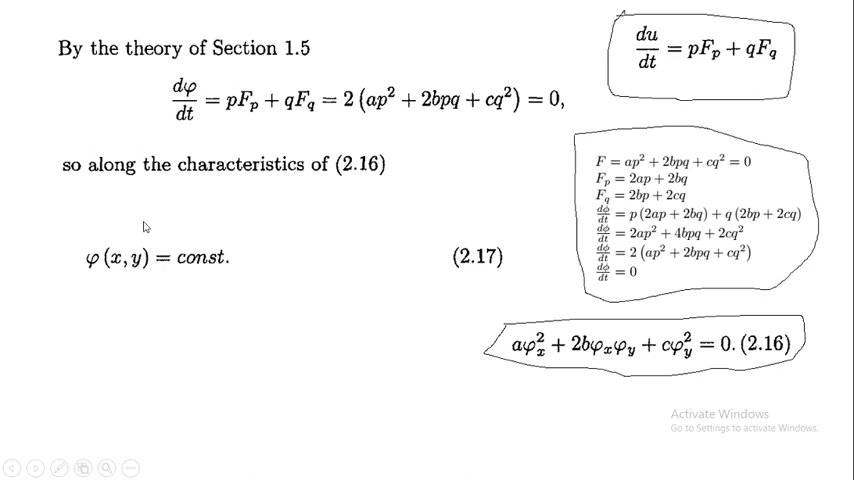 By the theory of Section 1.5
dφ/dt = pF_p + qF_q = 2 (ap² + 2bpq + cq²) = 0,
so along the characteristics of (2.16)
φ (x, y) = const. (2.17)
du/dt = pF_p + qF_q
F = ap² + 2bpq + cq² = 0
F_p = 2ap + 2bq
F_q = 2bp + 2cq
dϕ/dt = p (2ap + 2bq) + q (2bp + 2cq)
dϕ/dt = 2ap² + 4bpq + 2cq²
dϕ/dt = 2 (ap² + 2bpq + cq²)
dϕ/dt = 0
aφ_x² + 2bφ_xφ_y + cφ_y² = 0. (2.16)
Activate Windows
Go to Settings to activate Windows.